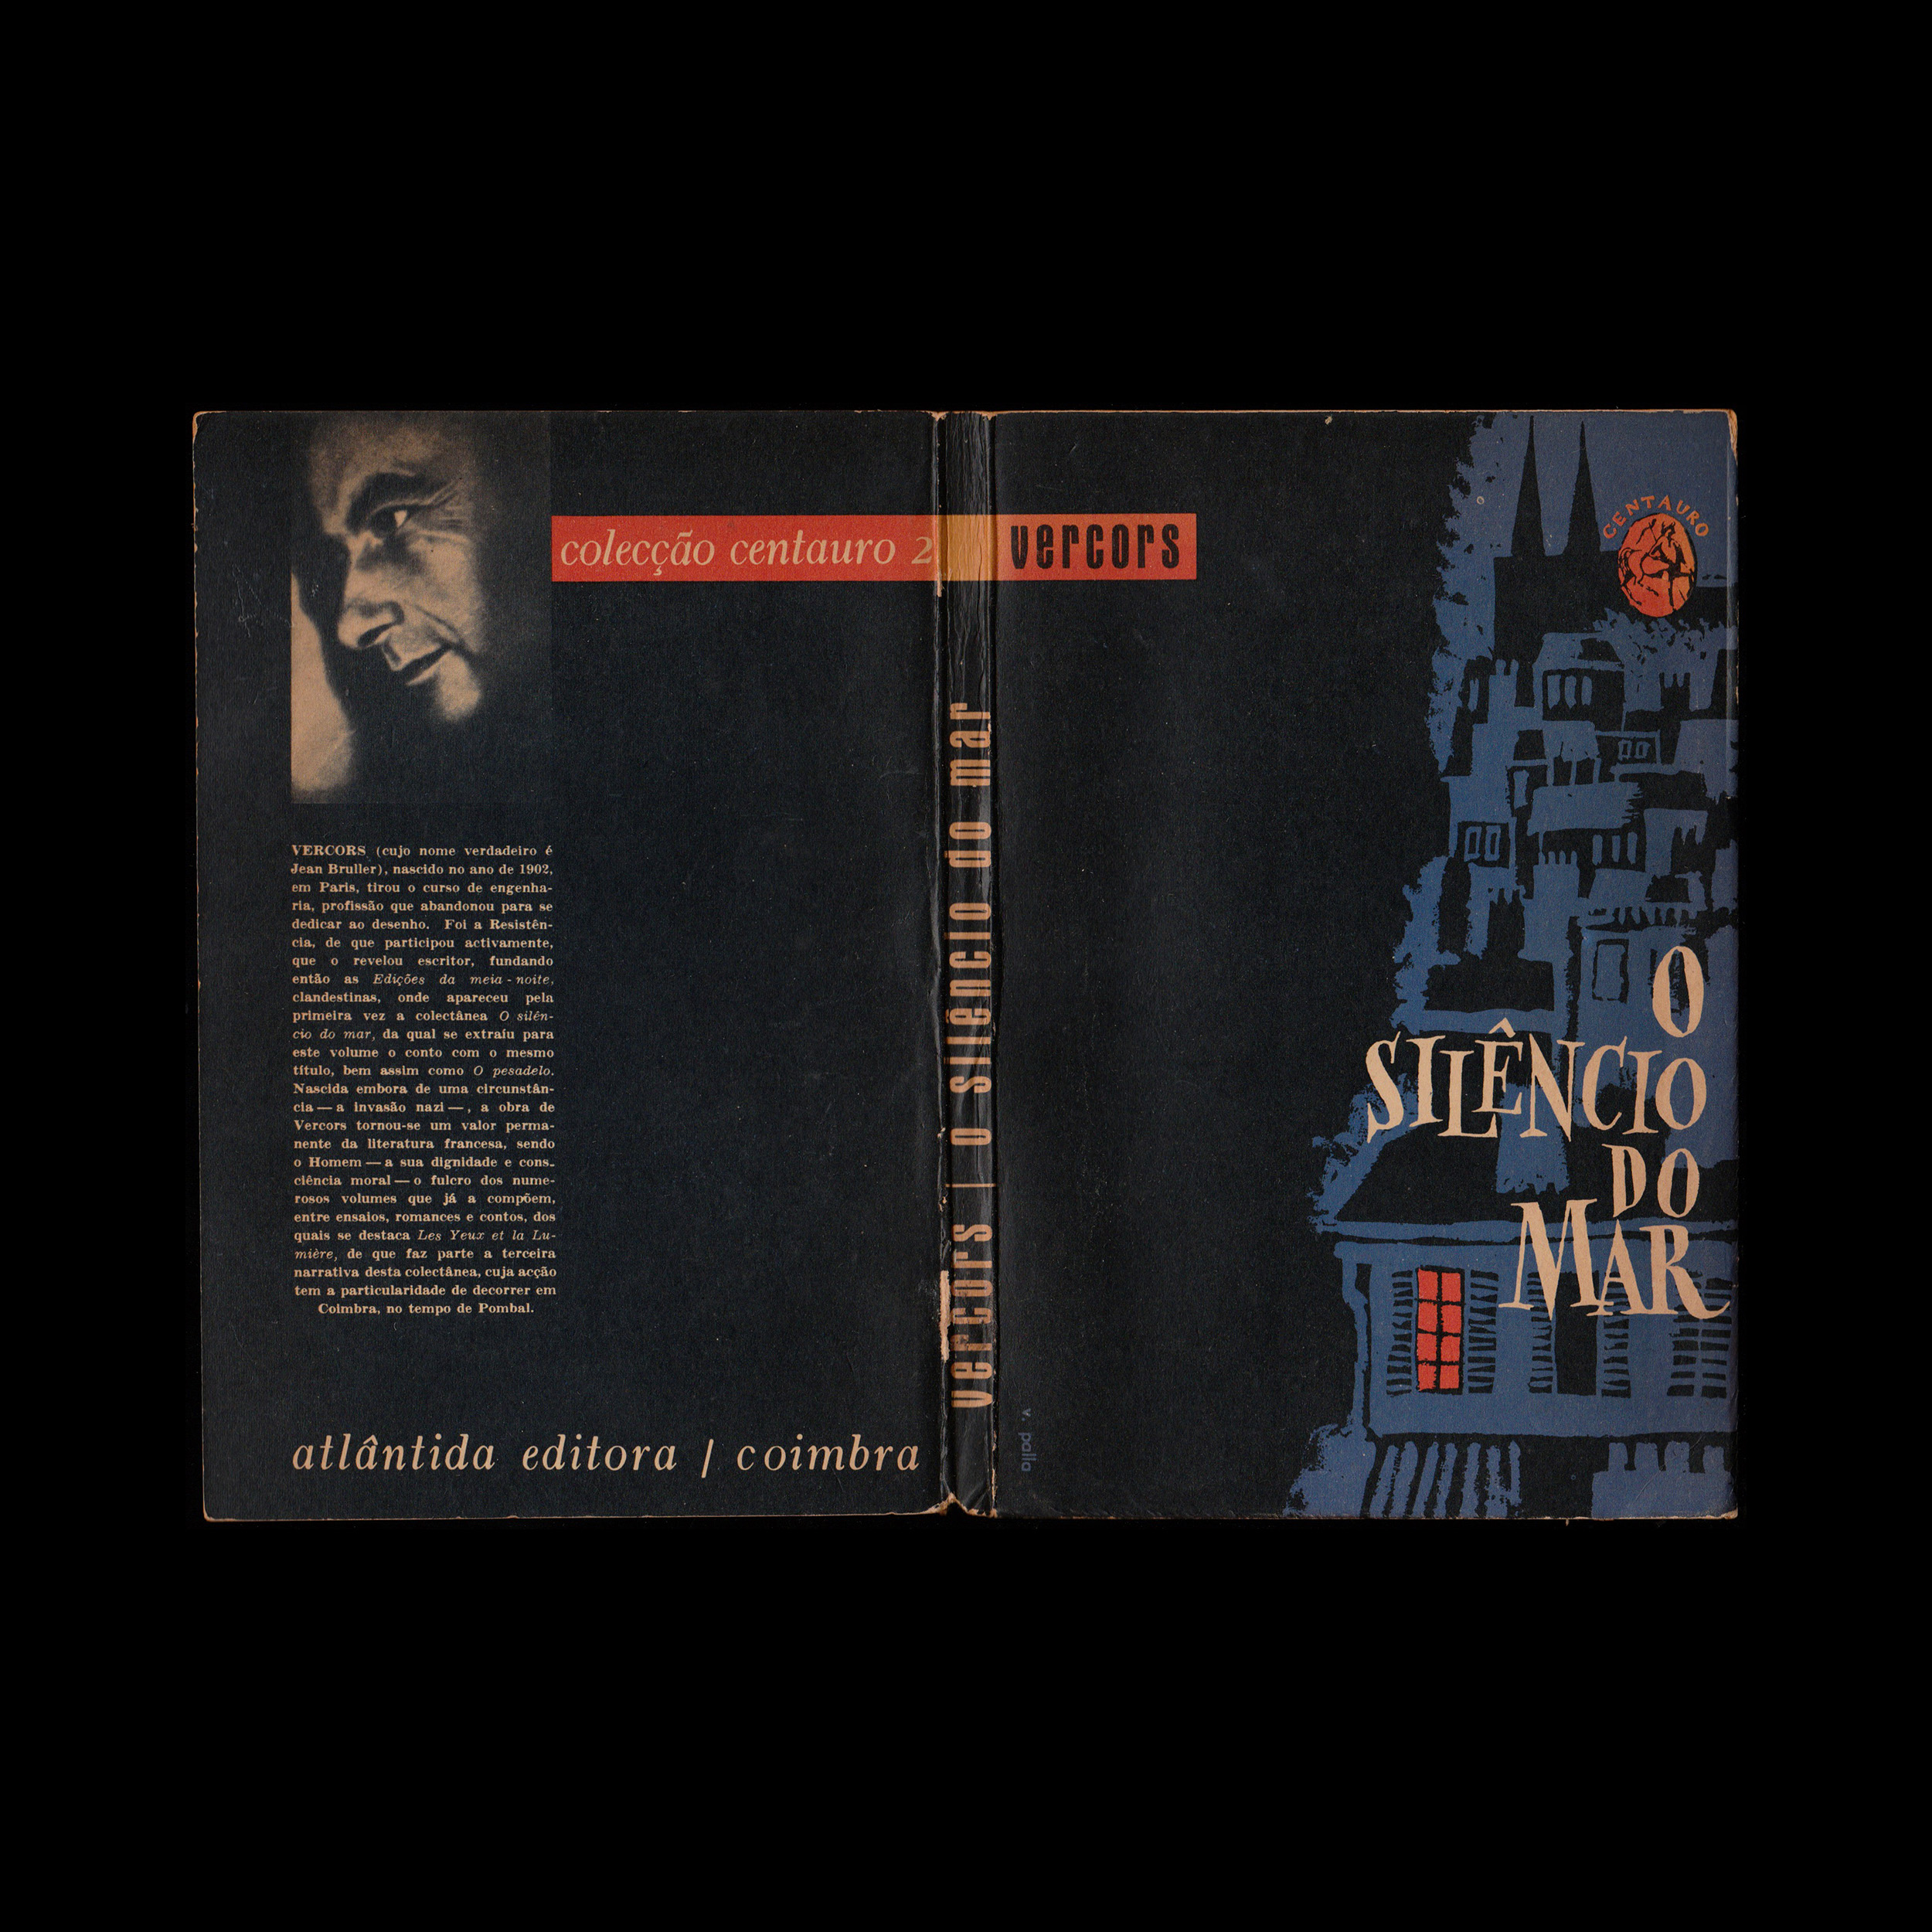 colecção centauro 2
VERCORS (cujo nome verdadeiro é
Jean Bruller), nascido no ano de 1902,
em Paris, tirou o curso de engenha-
ria, profissão que abandonou para se
dedicar ao desenho. Foi a Resistên-
cia, de que participou activamente,
que o revelou escritor, fundando
então as Edições da meia-noite,
clandestinas, onde apareceu pela
primeira vez a colectânea O silên-
cio do mar, da qual se extraíu para
este volume o conto com o mesmo
título, bem assim como O pesadelo.
Nascida embora de uma circunstân-
cia — a invasão nazi —, a obra de
Vercors tornou-se um valor perma-
nente da literatura francesa, sendo
o Homem — a sua dignidade e cons-
ciência moral — o fulcro dos nume-
rosos volumes que já a compõem,
entre ensaios, romances e contos, dos
quais se destaca Les Yeux et la Lu-
mière, de que faz parte a terceira
narrativa desta colectânea, cuja acção
tem a particularidade de decorrer em
Coimbra, no tempo de Pombal.
atlântida editora / coimbra
vercors | o silêncio do mar
vercors
CENTAURO
O
SILÊNCIO
DO
MAR
v. palla